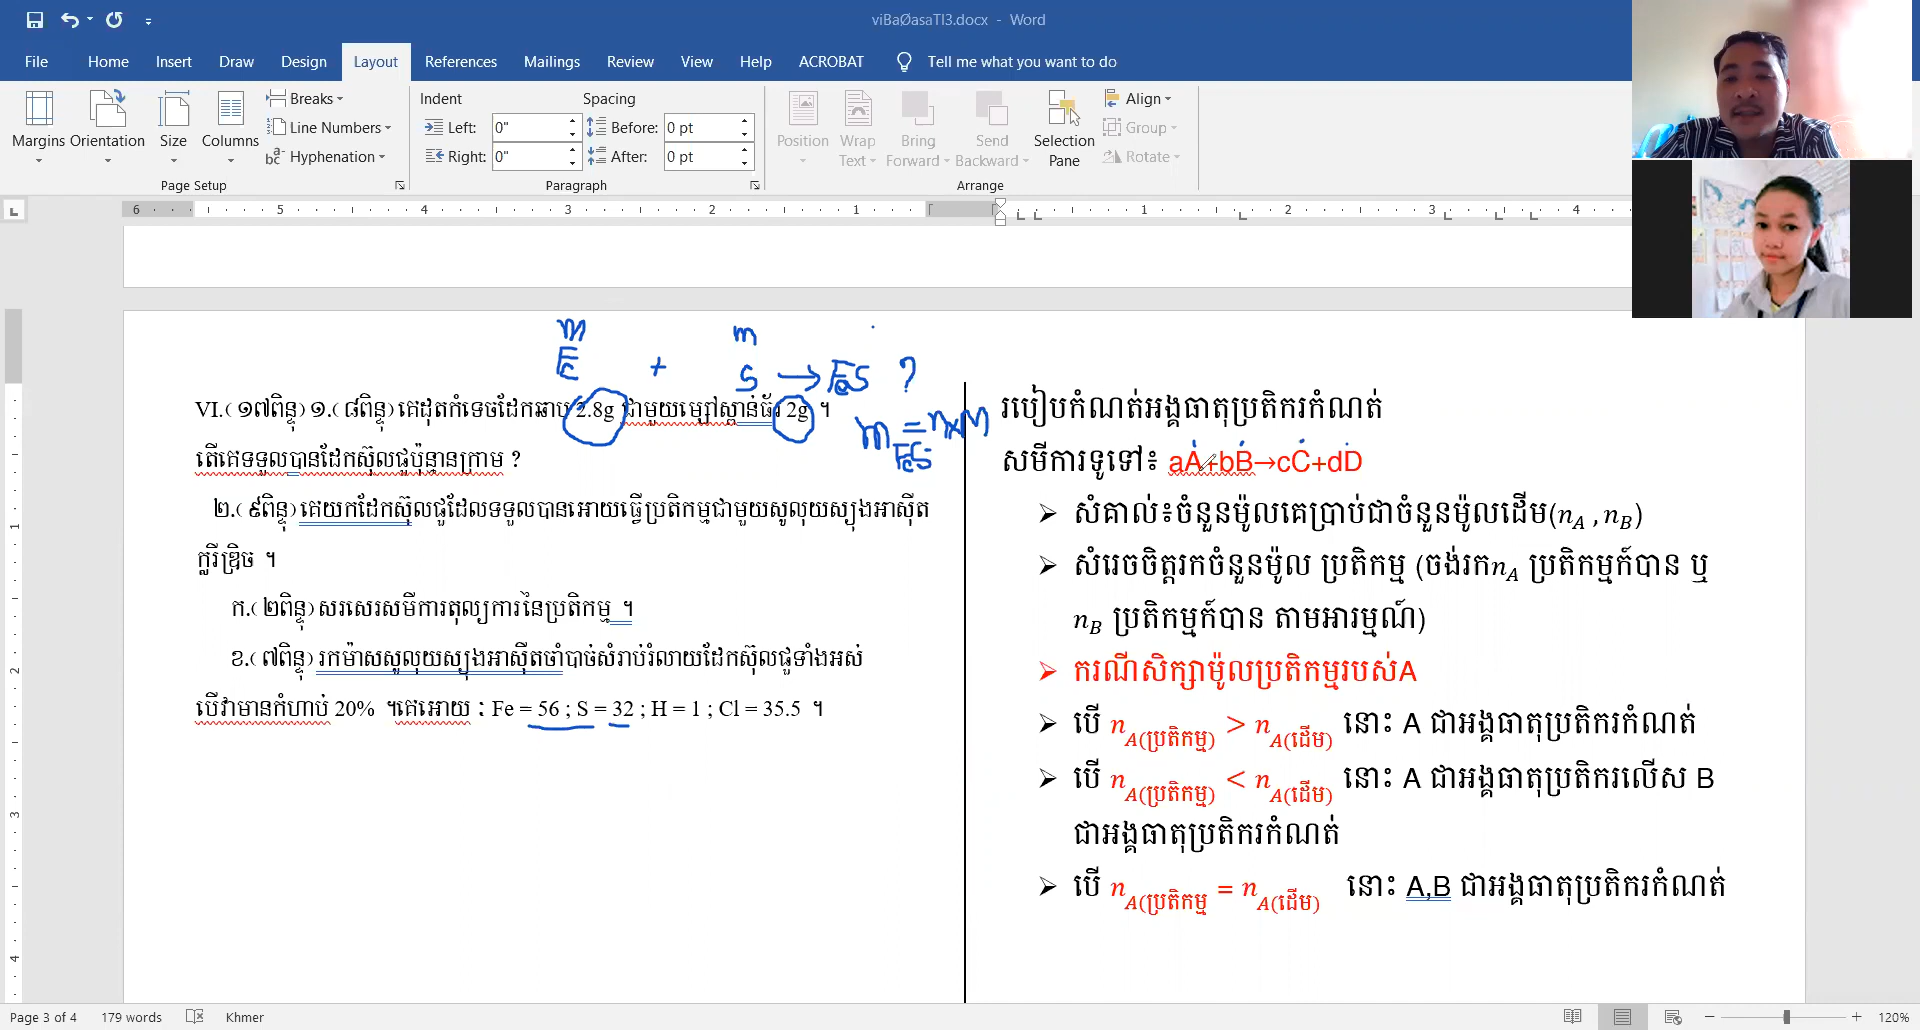 viBaØasaTl3.docx - Word
File Home Insert Draw Design Layout References Mailings Review View Help ACROBAT Tell me what you want to do
Margins Orientation Size Columns Breaks Line Numbers Hyphenation
Page Setup
Indent Spacing
Left: 0" Before: 0 pt
Right: 0" After: 0 pt
Paragraph
Position Wrap Text Bring Forward Send Backward Selection Pane Align Group Rotate
Arrange
6 5 4 3 2 1 1 2 3 4
m m
Fe + S → FeS ?
VI.( ១៧ពិន្ទុ) ១.( ៨ពិន្ទុ) គេដុតកំទេចដែកឆាប 2.8g ជាមួយម្សៅស្ពាន់ធ័រ 2g ។
m FeS = n×M
តើគេទទួលបានដែកស៊ុលផួប៉ុន្មានក្រាម ?
២.( ៩ពិន្ទុ) គេយកដែកស៊ុលផួដែលទទួលបានអោយធ្វើប្រតិកម្មជាមួយសូលុយស្យុងអាស៊ីត
ក្លរីឌ្រិច ។
ក.( ២ពិន្ទុ) សរសេរសមីការតុល្យការនៃប្រតិកម្ម ។
ខ.( ៧ពិន្ទុ) រកម៉ាសសូលុយស្យុងអាស៊ីតចាំបាច់សំរាប់រំលាយដែកស៊ុលផួទាំងអស់
បើវាមានកំហាប់ 20% ។គេអោយ : Fe = 56 ; S = 32 ; H = 1 ; Cl = 35.5 ។
របៀបកំណត់អង្គធាតុប្រតិករកំណត់
សមីការទូទៅ៖ aA+bB→cC+dD
សំគាល់៖ចំនួនម៉ូលគេប្រាប់ជាចំនួនម៉ូលដើម(nA , nB)
សំរេចចិត្តរកចំនួនម៉ូល ប្រតិកម្ម (ចង់រកnA ប្រតិកម្មក៍បាន ឬ
nB ប្រតិកម្មក៍បាន តាមអារម្មណ៍)
ករណីសិក្សាម៉ូលប្រតិកម្មរបស់A
បើ nA(ប្រតិកម្ម) > nA(ដើម) នោះ A ជាអង្គធាតុប្រតិករកំណត់
បើ nA(ប្រតិកម្ម) < nA(ដើម) នោះ A ជាអង្គធាតុប្រតិករលើស B
ជាអង្គធាតុប្រតិករកំណត់
បើ nA(ប្រតិកម្ម = nA(ដើម) នោះ A,B ជាអង្គធាតុប្រតិករកំណត់
Page 3 of 4 179 words Khmer 120%